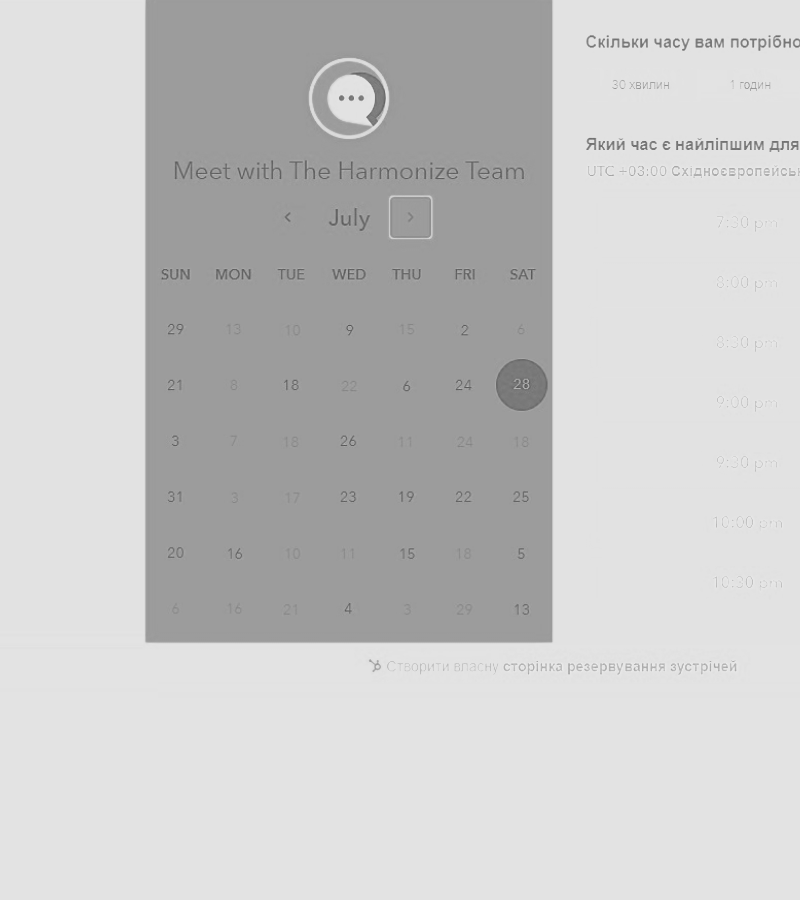 Meet with The Harmonize Team
July
SUN MON TUE WED THU FRI SAT
29 13 10 9 15 2 6
21 8 18 22 6 24 28
3 7 18 26 11 24 18
31 3 17 23 19 22 25
20 16 10 11 15 18 5
6 16 21 4 3 29 13
Скільки часу вам потрібно
30 хвилин 1 годин
Який час є найліпшим для
UTC +03:00 Східноєвропейсь
7:30 pm
8:00 pm
8:30 pm
9:00 pm
9:30 pm
10:00 pm
10:30 pm
Створити власну сторінка резервування зустрічей